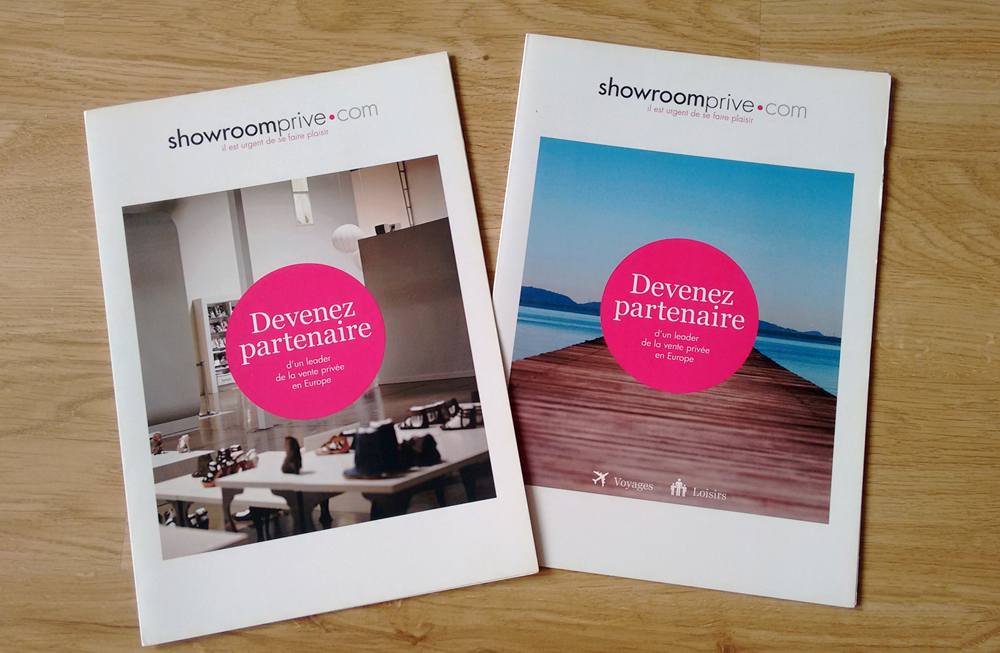 showroomprive.com
il est urgent de se faire plaisir
Devenez
partenaire
d'un leader
de la vente privée
en Europe
showroomprive.com
il est urgent de se faire plaisir
Devenez
partenaire
d'un leader
de la vente privée
en Europe
Voyages Loisirs